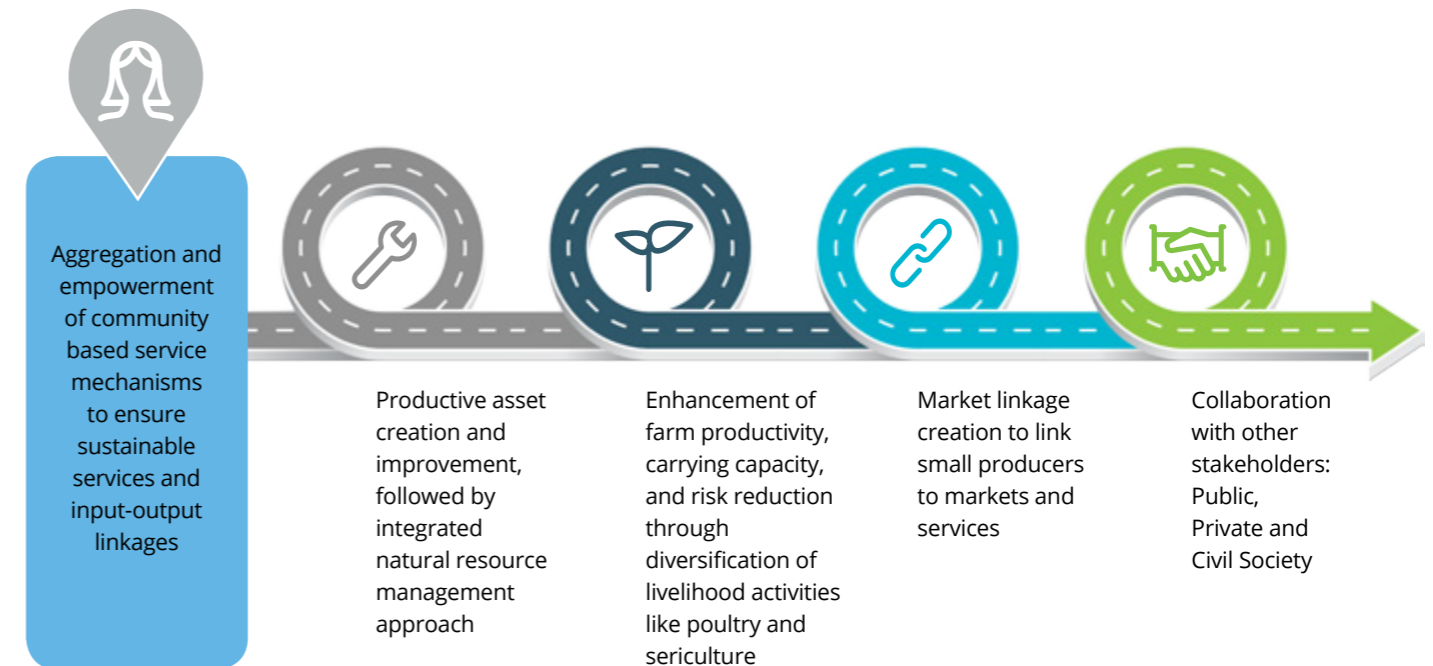 Aggregation and
empowerment
of community
based service
mechanisms
to ensure
sustainable
services and
input-output
linkages
Productive asset
creation and
improvement,
followed by
integrated
natural resource
management
approach
Enhancement of
farm productivity,
carrying capacity,
and risk reduction
through
diversification of
livelihood activities
like poultry and
sericulture
Market linkage
creation to link
small producers
to markets and
services
Collaboration
with other
stakeholders:
Public,
Private and
Civil Society